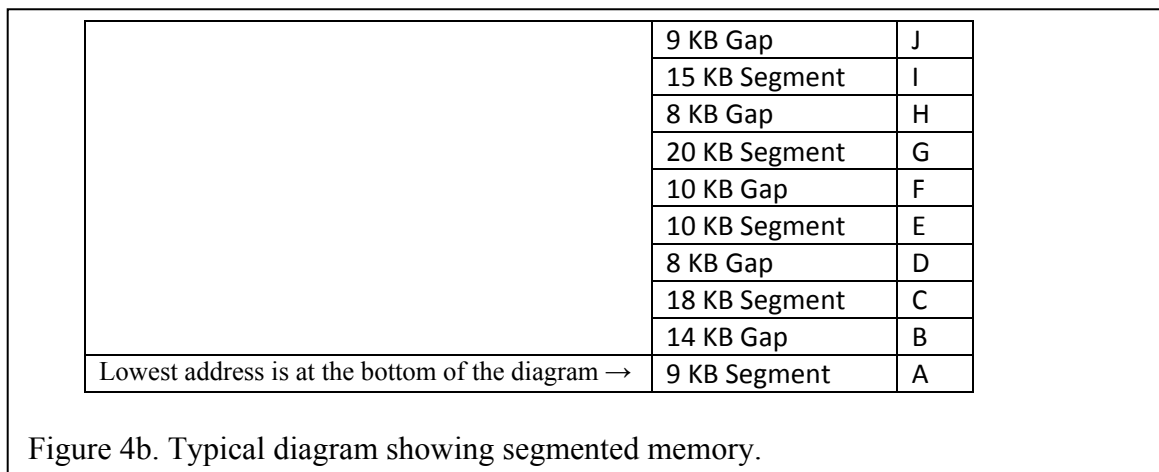 9 KB Gap J
15 KB Segment I
8 KB Gap H
20 KB Segment G
10 KB Gap F
10 KB Segment E
8 KB Gap D
18 KB Segment C
14 KB Gap B
Lowest address is at the bottom of the diagram → 9 KB Segment A
Figure 4b. Typical diagram showing segmented memory.